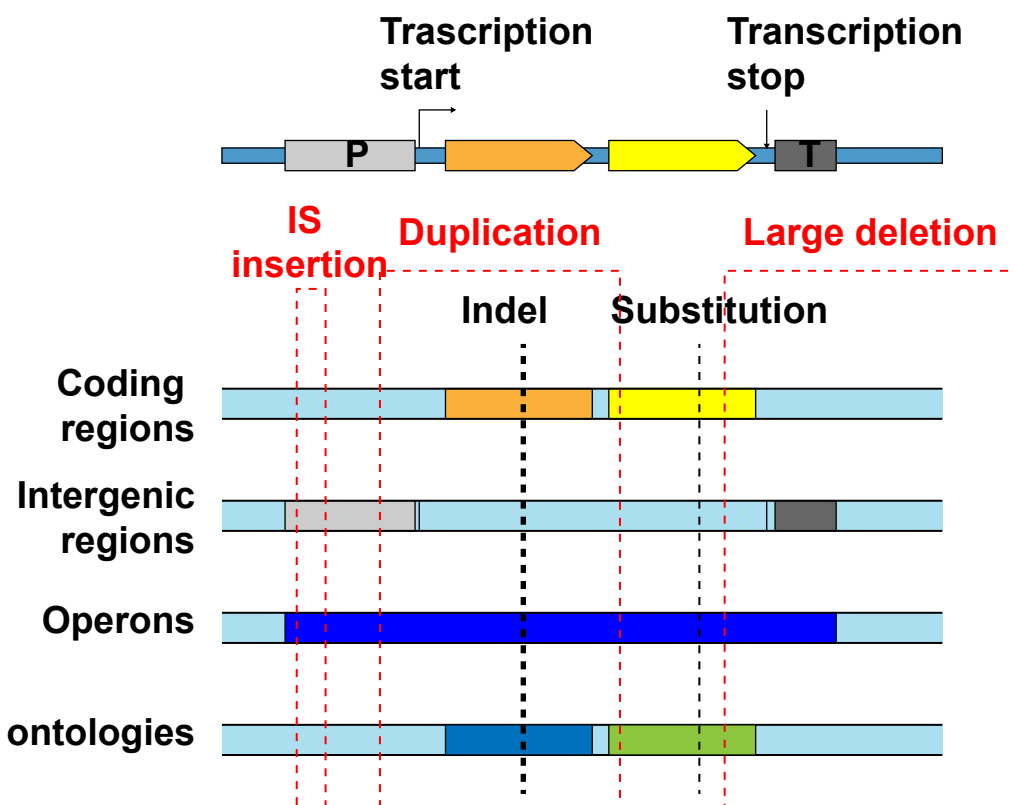 Trascription
start
Transcription
stop
P
T
IS
insertion
Duplication
Large deletion
Indel
Substitution
Coding
regions
Intergenic
regions
Operons
ontologies